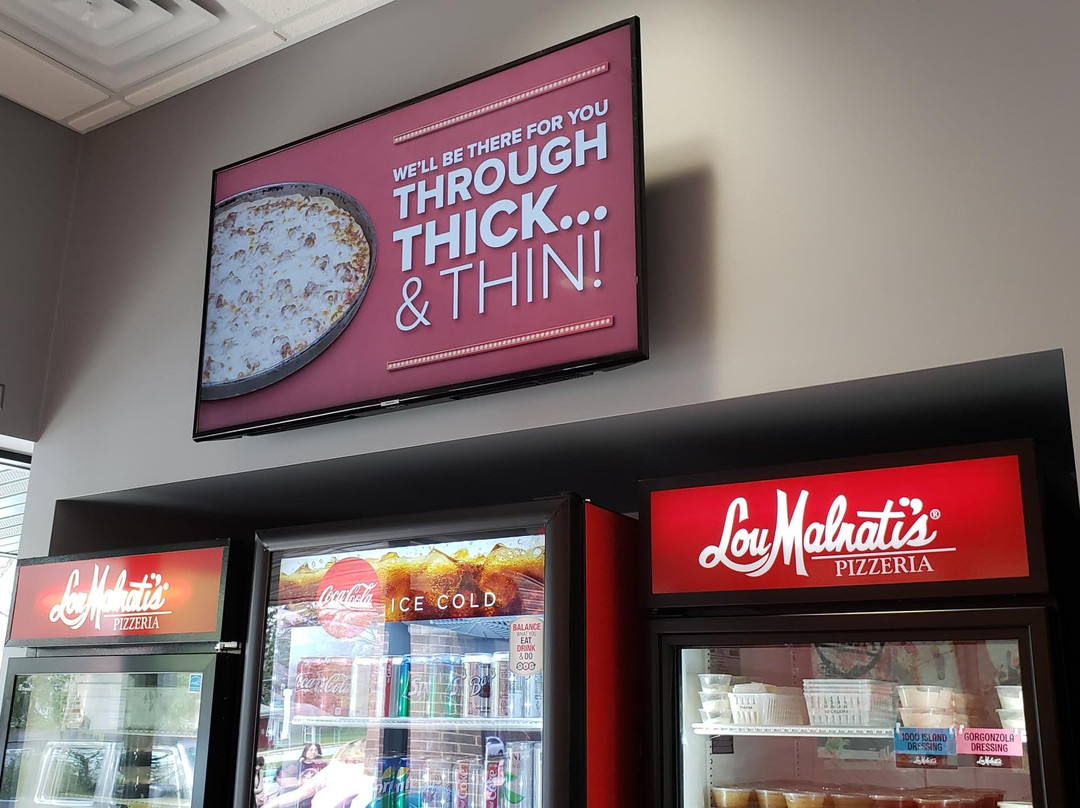 WE'LL BE THERE FOR YOU
THROUGH
THICK...
& THIN!
Lou Malnati's
PIZZERIA
Coca-Cola
ICE COLD
BALANCE
WHAT YOU
EAT
DRINK
& DO
Lou Malnati's®
PIZZERIA
1000 ISLAND
DRESSING
GORGONZOLA
DRESSING